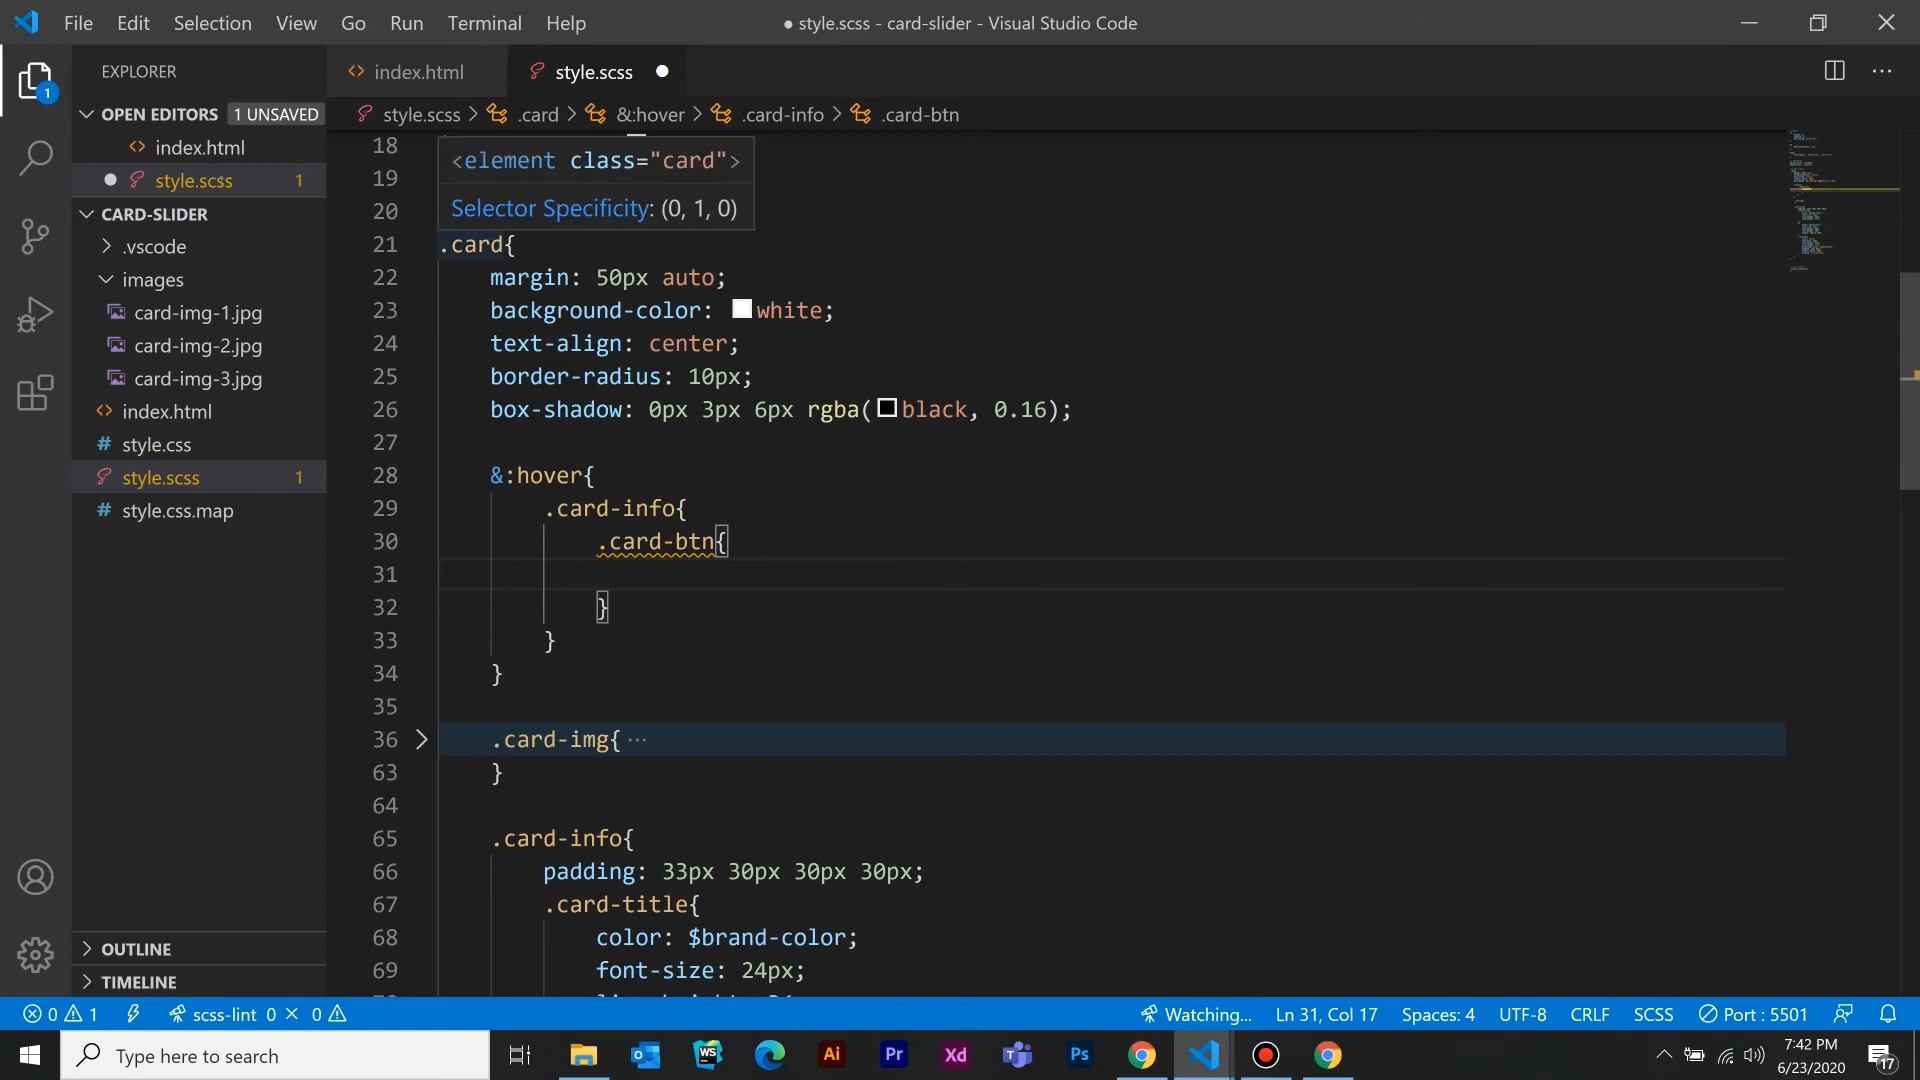 File Edit Selection View Go Run Terminal Help
● style.scss - card-slider - Visual Studio Code
1
EXPLORER
OPEN EDITORS 1 UNSAVED
index.html
style.scss 1
CARD-SLIDER
.vscode
images
card-img-1.jpg
card-img-2.jpg
card-img-3.jpg
index.html
style.css
style.scss 1
style.css.map
OUTLINE
TIMELINE
index.html style.scss
style.scss > .card > &:hover > .card-info > .card-btn
<element class="card">
Selector Specificity: (0, 1, 0)
18
19
20
21 .card{
22 margin: 50px auto;
23 background-color: white;
24 text-align: center;
25 border-radius: 10px;
26 box-shadow: 0px 3px 6px rgba(black, 0.16);
27
28 &:hover{
29 .card-info{
30 .card-btn{
31
32 }
33 }
34 }
35
36 .card-img{ ...
63 }
64
65 .card-info{
66 padding: 33px 30px 30px 30px;
67 .card-title{
68 color: $brand-color;
69 font-size: 24px;
0 1 scss-lint 0 × 0 Watching... Ln 31, Col 17 Spaces: 4 UTF-8 CRLF SCSS Port : 5501
Type here to search
WS Ai Pr Xd Ps
7:42 PM
6/23/2020
17